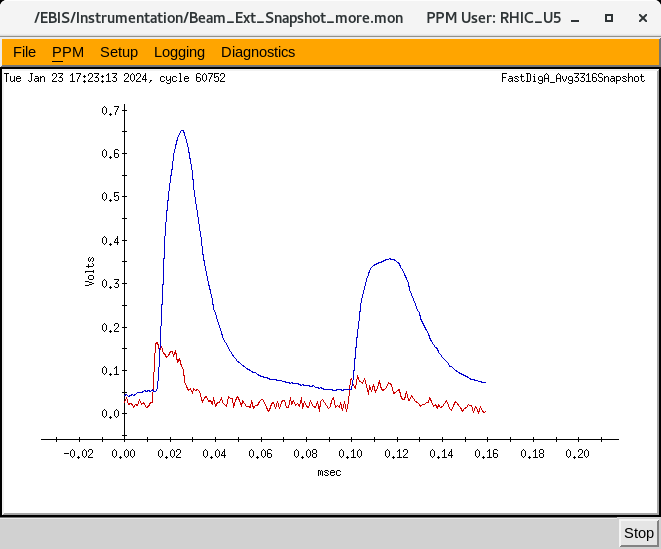 /EBIS/Instrumentation/Beam_Ext_Snapshot_more.mon PPM User: RHIC_U5
File PPM Setup Logging Diagnostics
Tue Jan 23 17:23:13 2024, cycle 60752 FastDigA_Avg3316Snapshot
0.7
0.6
0.5
0.4
0.3
0.2
0.1
0.0
Volts
-0.02 0.00 0.02 0.04 0.06 0.08 0.10 0.12 0.14 0.16 0.18 0.20
msec
Stop